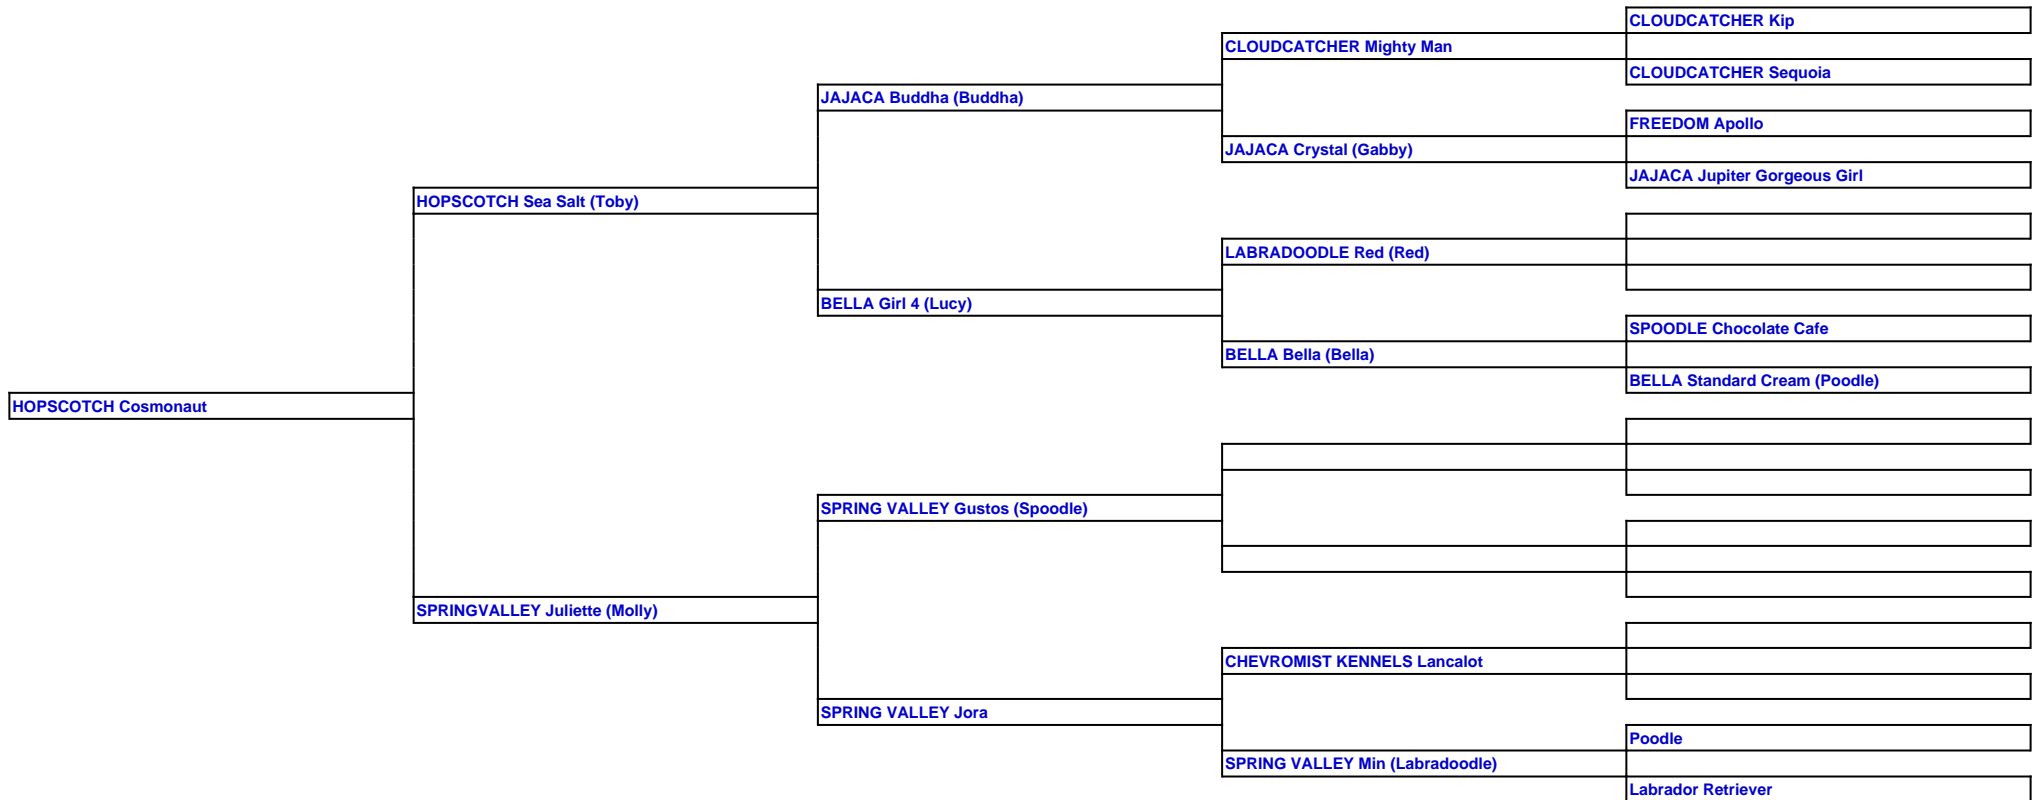 CLOUDCATCHER Kip
CLOUDCATCHER Mighty Man
CLOUDCATCHER Sequoia
JAJACA Buddha (Buddha)
FREEDOM Apollo
JAJACA Crystal (Gabby)
JAJACA Jupiter Gorgeous Girl
HOPSCOTCH Sea Salt (Toby)
LABRADOODLE Red (Red)
BELLA Girl 4 (Lucy)
SPOODLE Chocolate Cafe
BELLA Bella (Bella)
BELLA Standard Cream (Poodle)
HOPSCOTCH Cosmonaut
SPRING VALLEY Gustos (Spoodle)
SPRINGVALLEY Juliette (Molly)
CHEVROMIST KENNELS Lancalot
SPRING VALLEY Jora
Poodle
SPRING VALLEY Min (Labradoodle)
Labrador Retriever